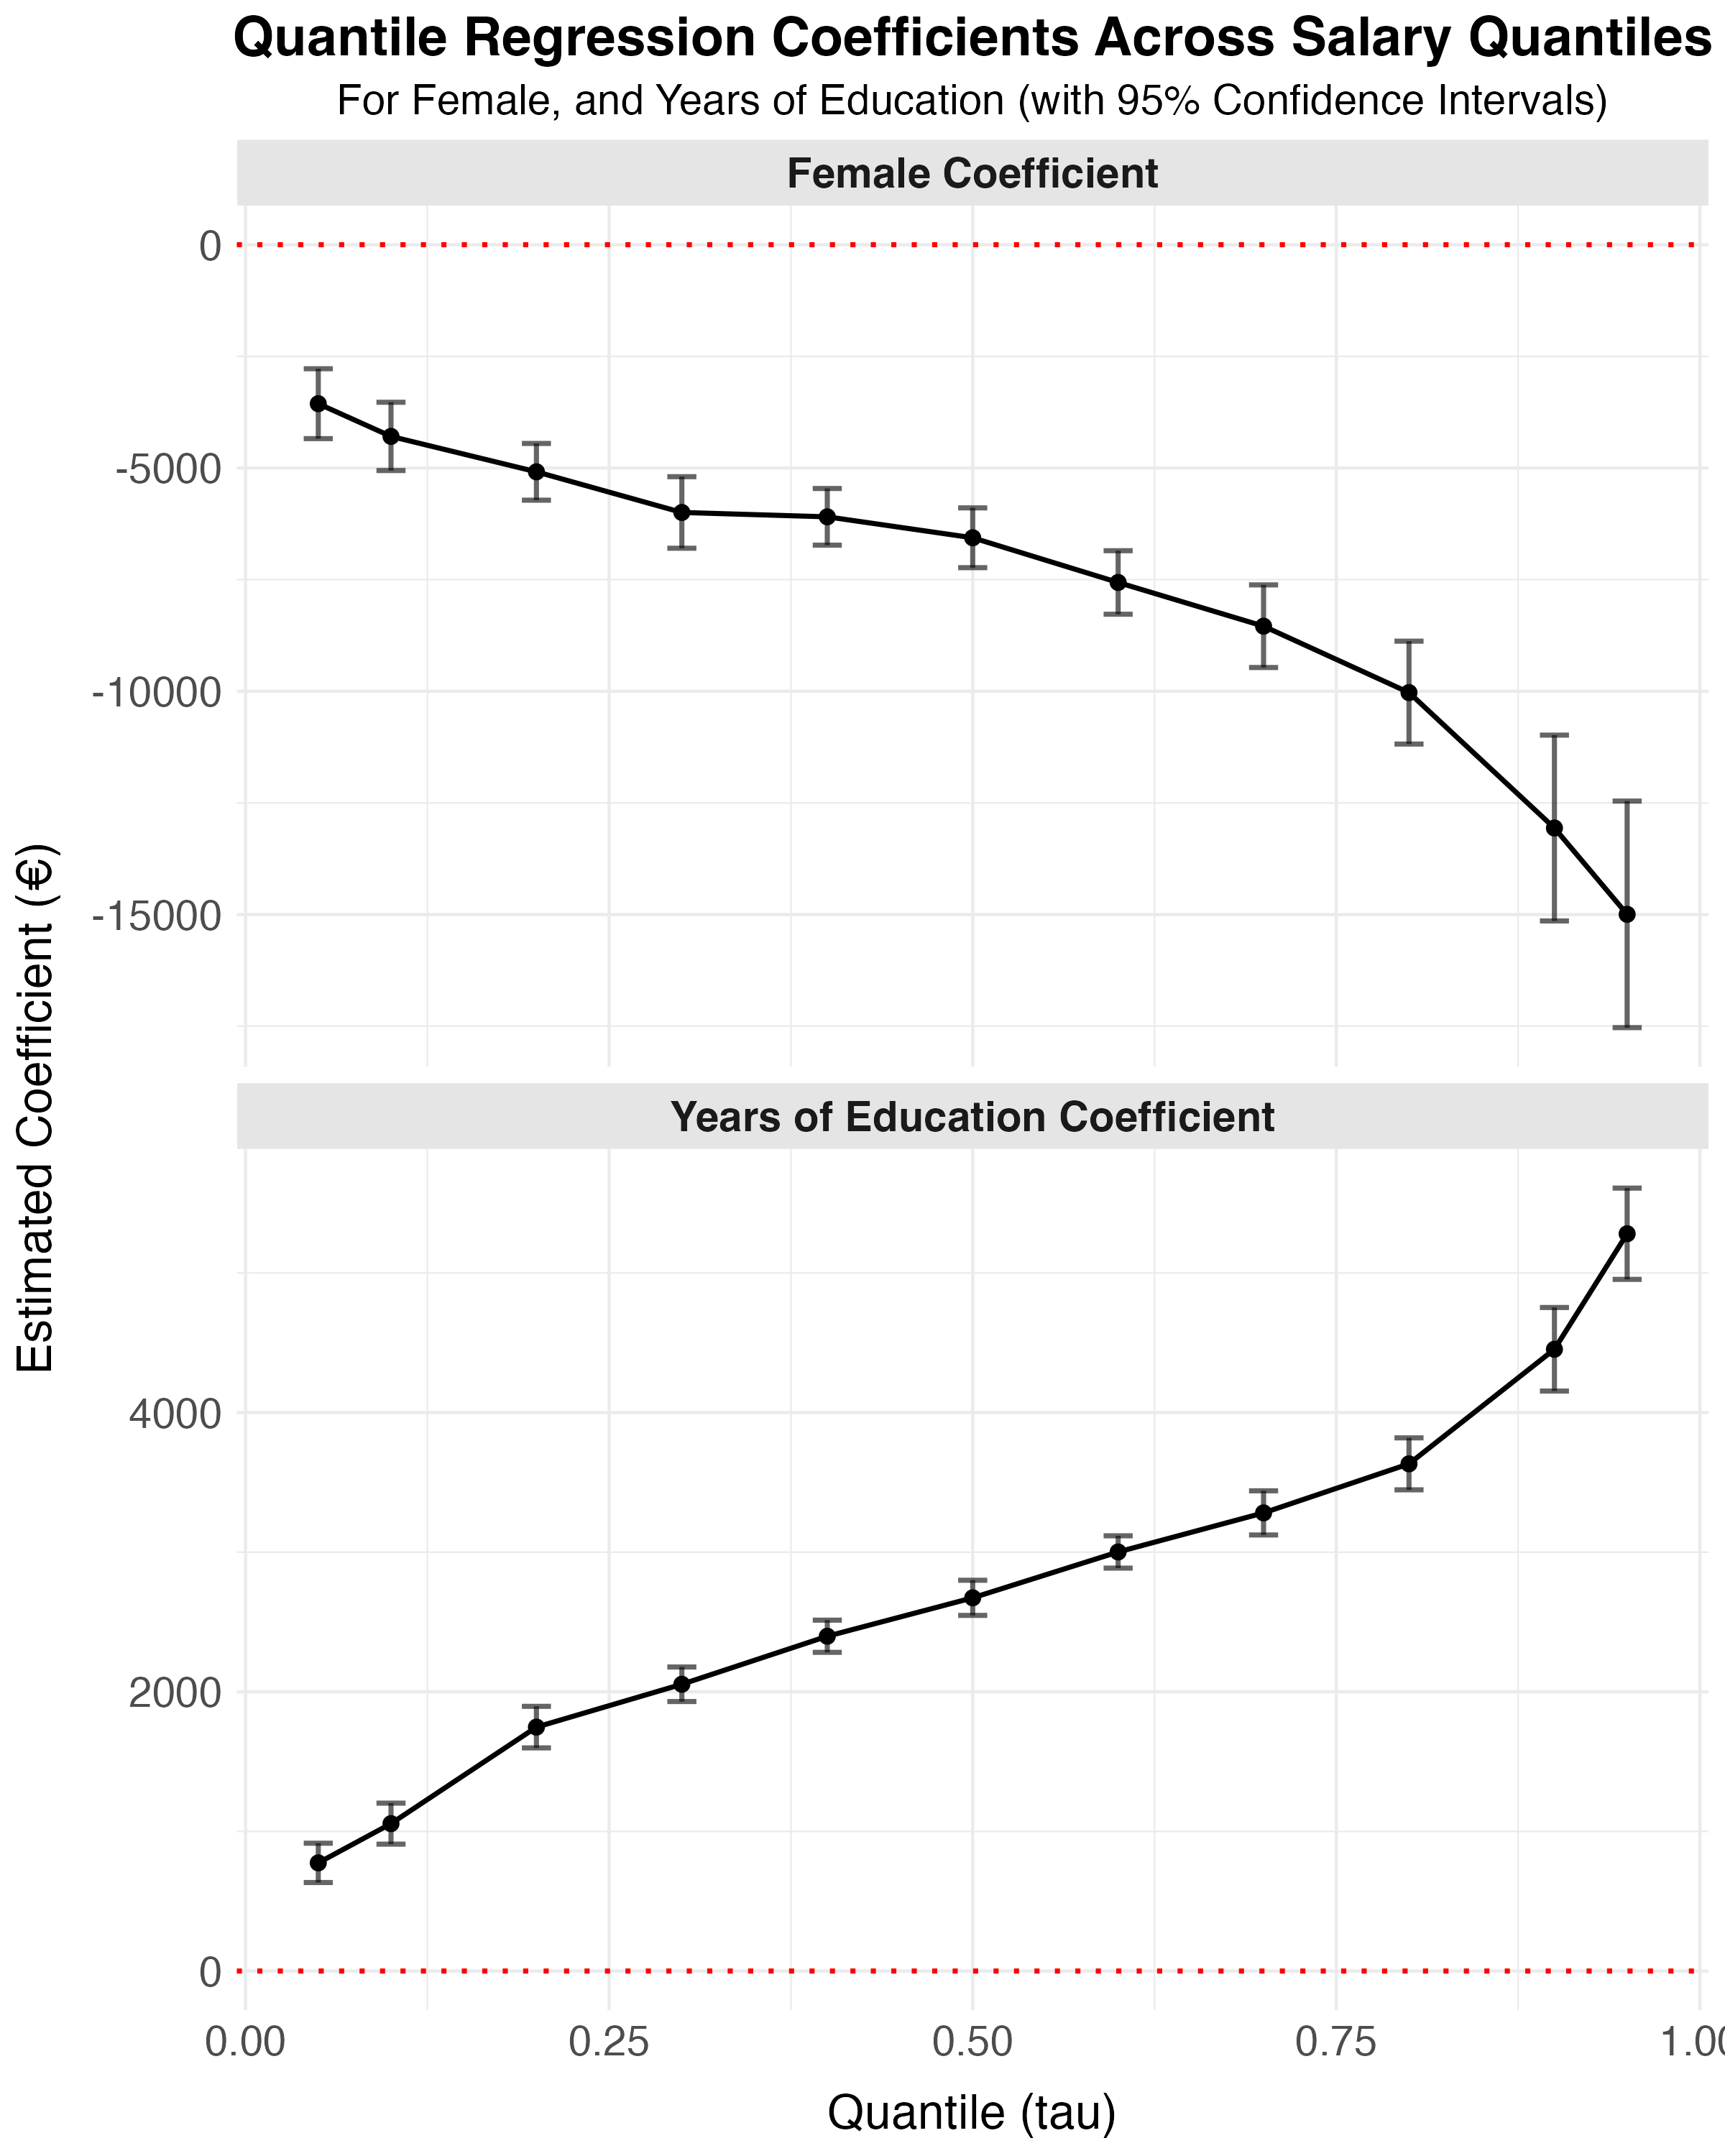 Quantile Regression Coefficients Across Salary Quantiles
For Female, and Years of Education (with 95% Confidence Intervals)
Female Coefficient
0
-5000
-10000
-15000
Estimated Coefficient (€)
Years of Education Coefficient
4000
2000
0
0.00 0.25 0.50 0.75 1.00
Quantile (tau)